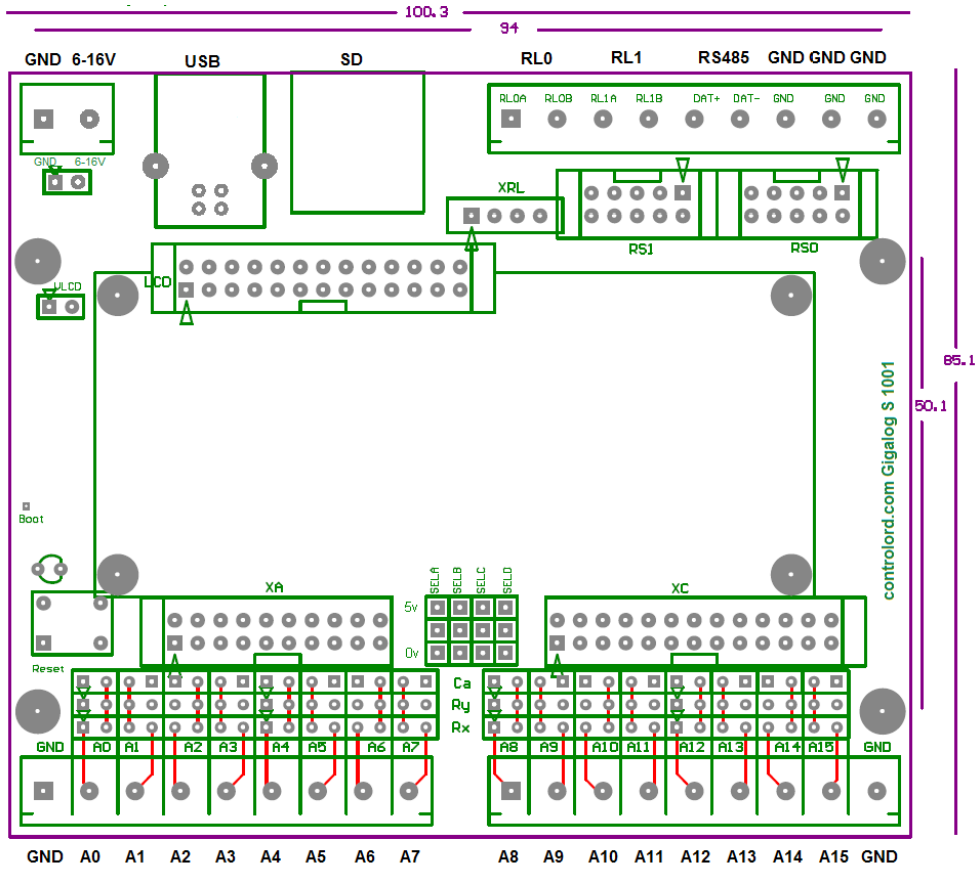 100.3
94
GND 6-16V USB SD RL0 RL1 RS485 GND GND GND
RL0A RL0B RL1A RL1B DAT+ DAT- GND GND GND
GND 6-16V
XRL
RS1 RS0
LCD
VLCD
85.1
50.1
controlord.com Gigalog S 1001
Boot
SELA SELB SELC SELD
XA XC
5v
0v
Reset
Ca
Ry
Rx
GND A0 A1 A2 A3 A4 A5 A6 A7 A8 A9 A10 A11 A12 A13 A14 A15 GND
GND A0 A1 A2 A3 A4 A5 A6 A7 A8 A9 A10 A11 A12 A13 A14 A15 GND